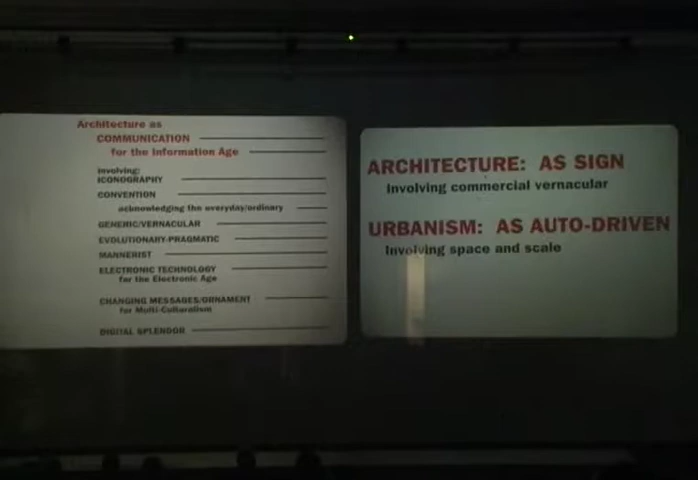 Architecture as
COMMUNICATION
for the Information Age
Involving:
ICONOGRAPHY
CONVENTION
acknowledging the everyday/ordinary
GENERIC/VERNACULAR
EVOLUTIONARY-PRAGMATIC
MANNERIST
ELECTRONIC TECHNOLOGY
for the Electronic Age
CHANGING MESSAGES/ORNAMENT
for Multi-Culturalism
DIGITAL SPLENDOR
ARCHITECTURE: AS SIGN
Involving commercial vernacular
URBANISM: AS AUTO-DRIVEN
Involving space and scale